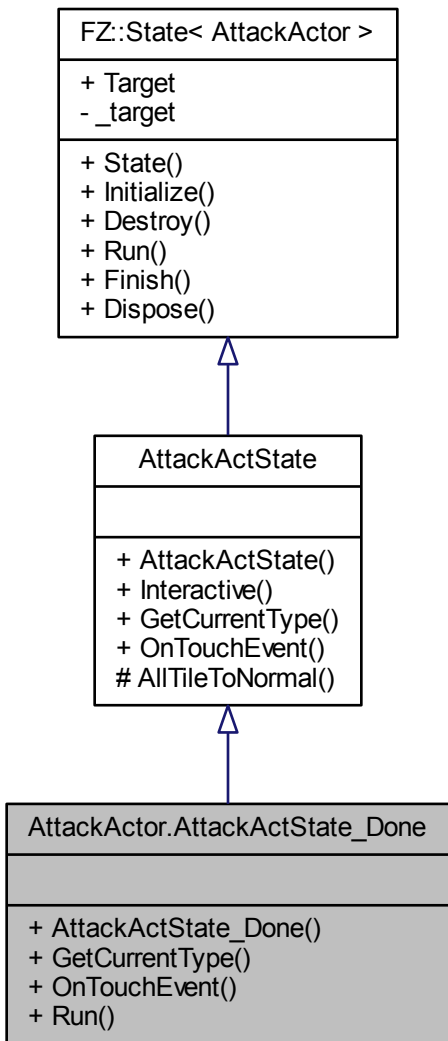 FZ::State< AttackActor >
+ Target
- _target
+ State()
+ Initialize()
+ Destroy()
+ Run()
+ Finish()
+ Dispose()
AttackActState
+ AttackActState()
+ Interactive()
+ GetCurrentType()
+ OnTouchEvent()
# AllTileToNormal()
AttackActor.AttackActState_Done
+ AttackActState_Done()
+ GetCurrentType()
+ OnTouchEvent()
+ Run()